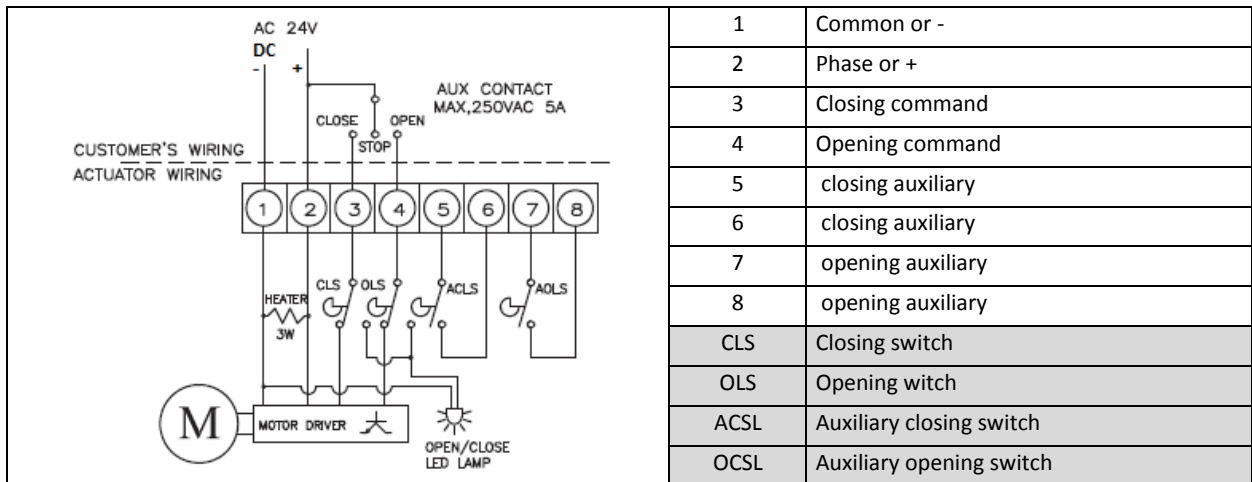 AC 24V
DC
- +
AUX CONTACT
MAX,250VAC 5A
CLOSE OPEN
STOP
CUSTOMER'S WIRING
ACTUATOR WIRING
1 2 3 4 5 6 7 8
CLS OLS ACLS AOLS
HEATER
3W
M
MOTOR DRIVER
OPEN/CLOSE
LED LAMP
1 Common or -
2 Phase or +
3 Closing command
4 Opening command
5 closing auxiliary
6 closing auxiliary
7 opening auxiliary
8 opening auxiliary
CLS Closing switch
OLS Opening witch
ACSL Auxiliary closing switch
OCSL Auxiliary opening switch